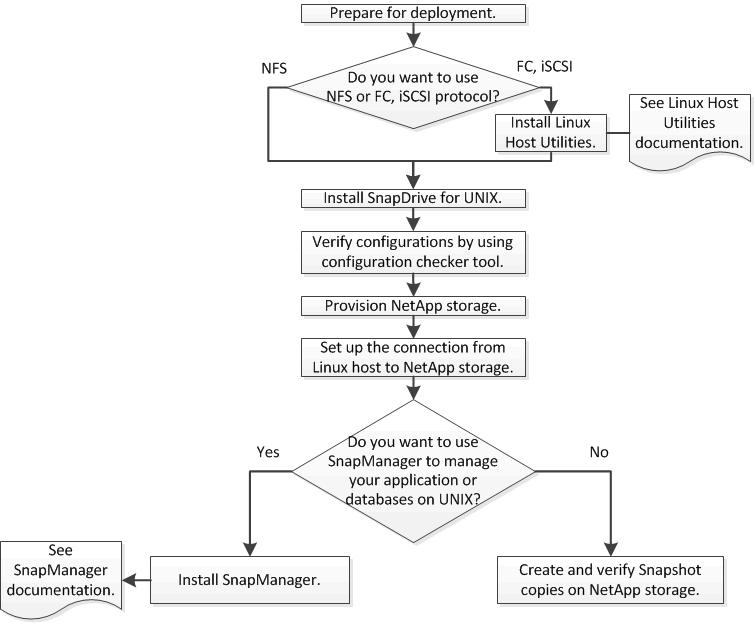 Prepare for deployment.
NFS
FC, iSCSI
Do you want to use
NFS or FC, iSCSI protocol?
Install Linux
Host Utilities.
See Linux Host
Utilities
documentation.
Install SnapDrive for UNIX.
Verify configurations by using
configuration checker tool.
Provision NetApp storage.
Set up the connection from
Linux host to NetApp storage.
Do you want to use
SnapManager to manage
your application or
databases on UNIX?
Yes
No
See
SnapManager
documentation.
Install SnapManager.
Create and verify Snapshot
copies on NetApp storage.